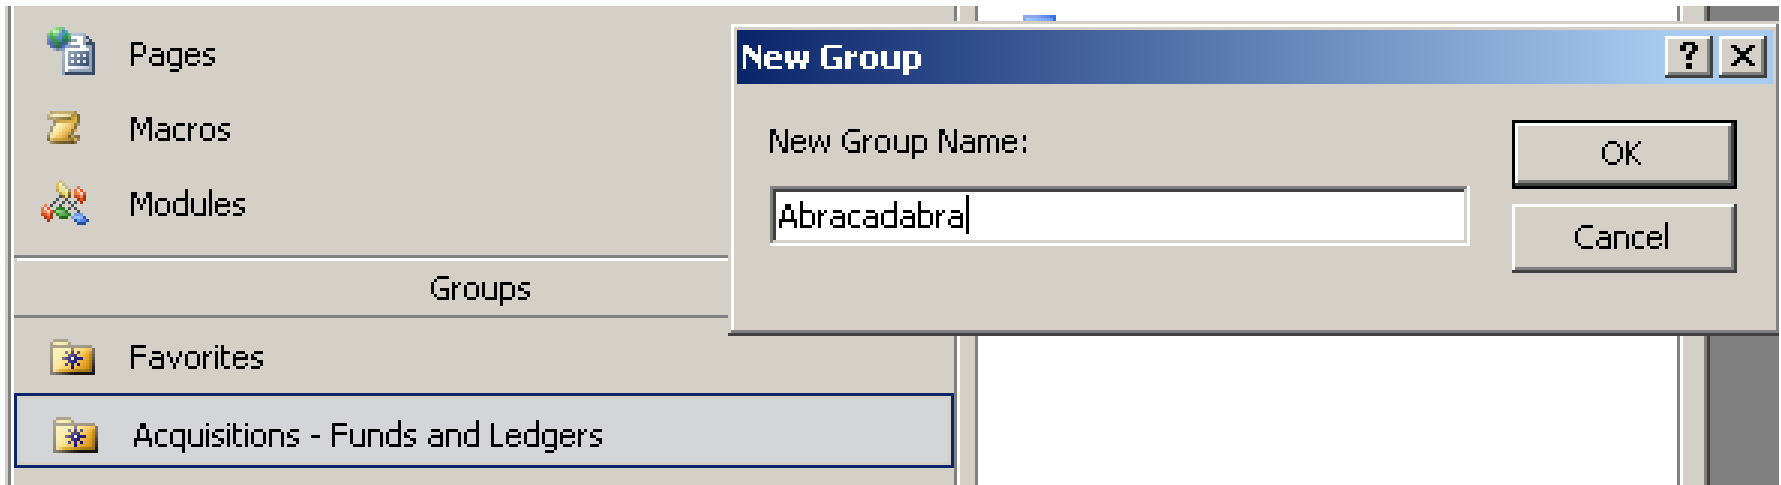 Pages
Macros
Modules
Groups
Favorites
Acquisitions - Funds and Ledgers
New Group
?
New Group Name:
Abracadabra
OK
Cancel